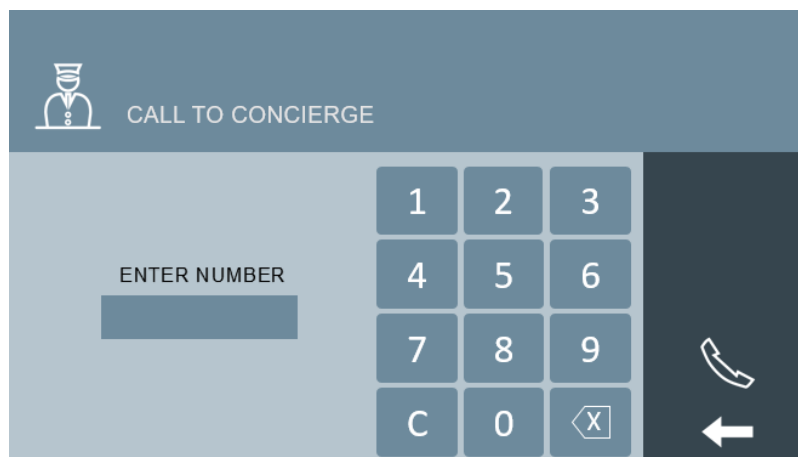 CALL TO CONCIERGE
ENTER NUMBER
1 2 3
4 5 6
7 8 9
C 0 X